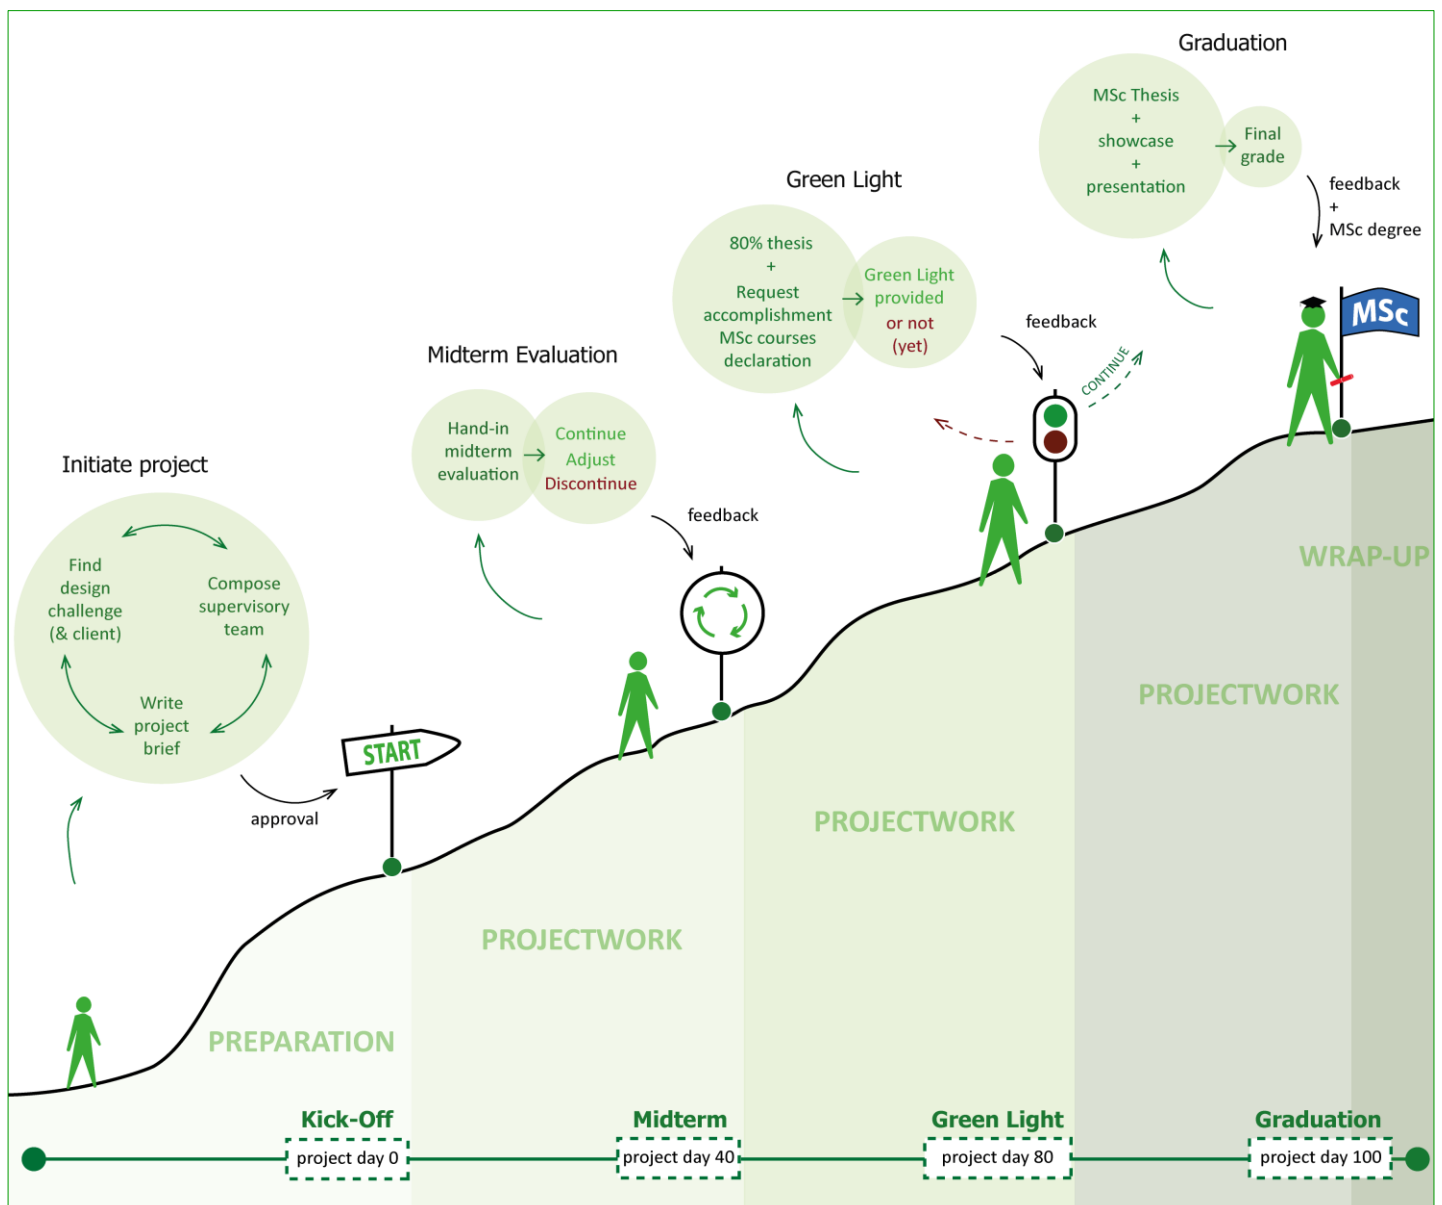 Graduation
MSc Thesis
+
showcase
+
presentation
Final
grade
feedback
+
MSc degree
MSc
Green Light
80% thesis
+
Request
accomplishment
MSc courses
declaration
Green Light
provided
or not
(yet)
feedback
CONTINUE
Midterm Evaluation
Hand-in
midterm
evaluation
Continue
Adjust
Discontinue
feedback
Initiate project
Find
design
challenge
(& client)
Compose
supervisory
team
Write
project
brief
approval
START
WRAP-UP
PROJECTWORK
PROJECTWORK
PROJECTWORK
PREPARATION
Kick-Off
project day 0
Midterm
project day 40
Green Light
project day 80
Graduation
project day 100